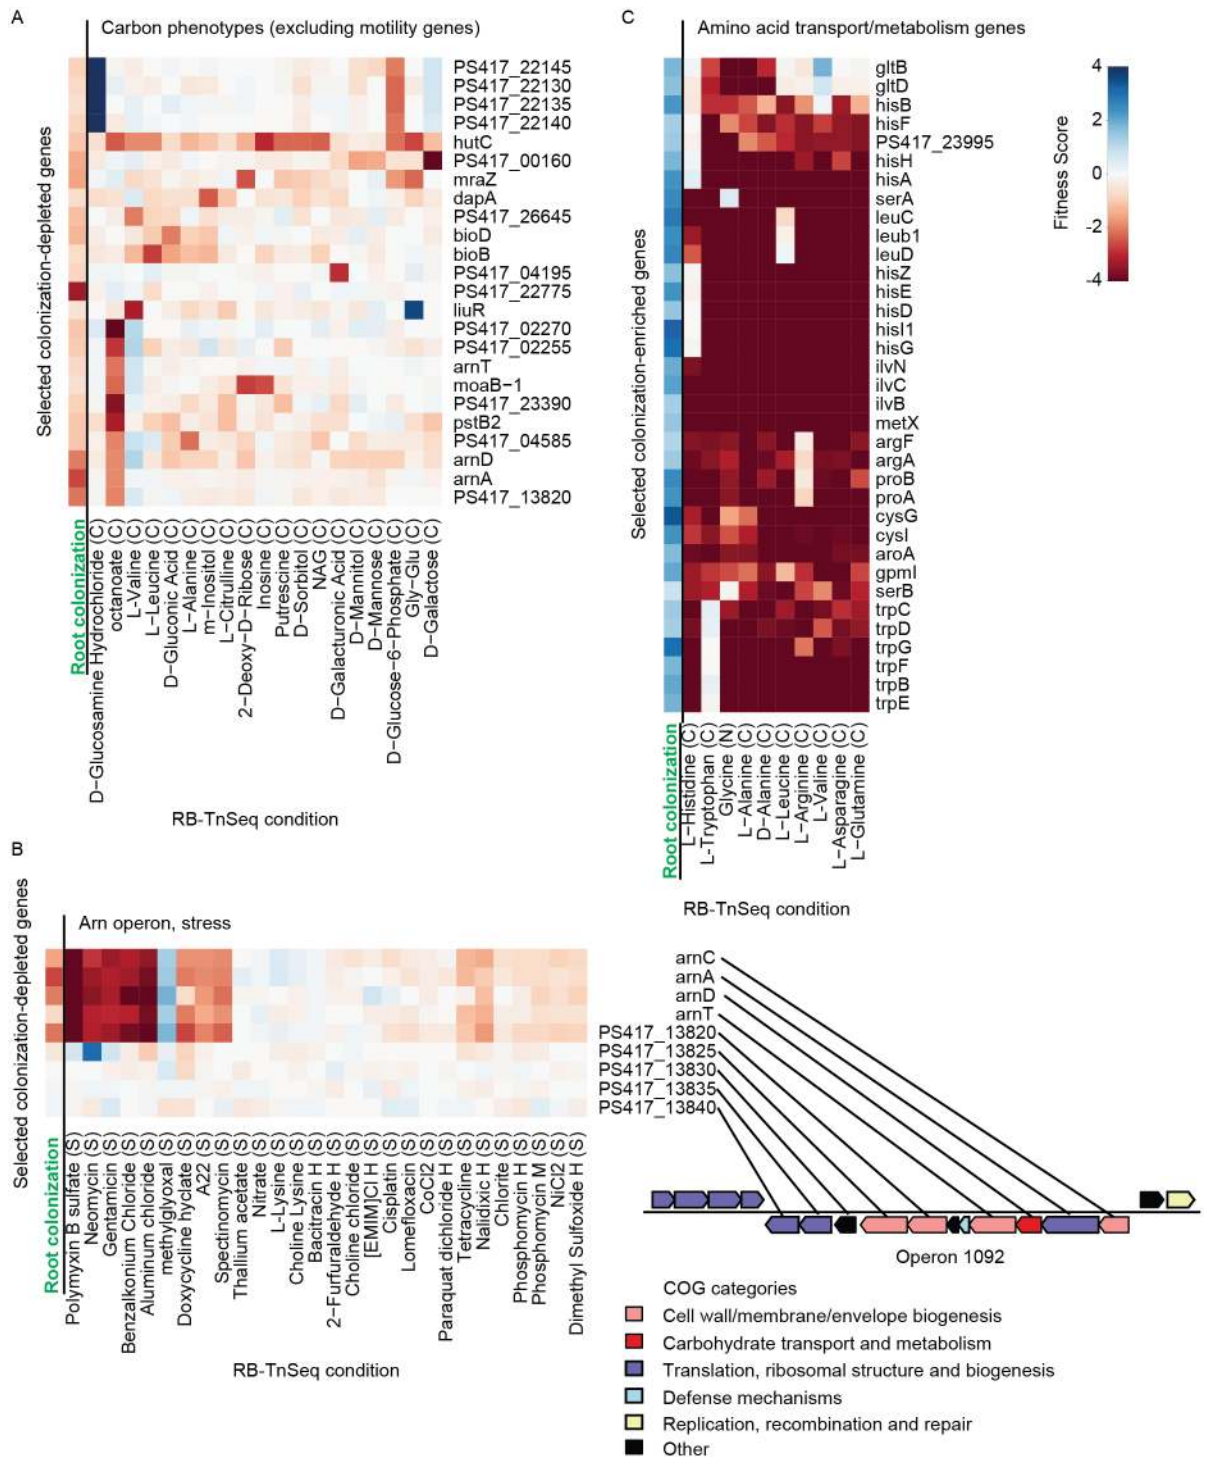 A
Carbon phenotypes (excluding motility genes)
Selected colonization-depleted genes
PS417_22145
PS417_22130
PS417_22135
PS417_22140
hutC
PS417_00160
mraZ
dapA
PS417_26645
bioD
bioB
PS417_04195
PS417_22775
liuR
PS417_02270
PS417_02255
arnT
moaB−1
PS417_23390
pstB2
PS417_04585
arnD
arnA
PS417_13820
Root colonization
D−Glucosamine Hydrochloride (C)
octanoate (C)
L−Valine (C)
L−Leucine (C)
D−Gluconic Acid (C)
L−Alanine (C)
m−Inositol (C)
L−Citrulline (C)
2−Deoxy−D−Ribose (C)
Inosine (C)
Putrescine (C)
D−Sorbitol (C)
NAG (C)
D−Galacturonic Acid (C)
D−Mannitol (C)
D−Mannose (C)
D−Glucose−6−Phosphate (C)
Gly−Glu (C)
D−Galactose (C)
RB-TnSeq condition
C
Amino acid transport/metabolism genes
Selected colonization-enriched genes
gltB
gltD
hisB
hisF
PS417_23995
hisH
hisA
serA
leuC
leub1
leuD
hisZ
hisE
hisD
hisI1
hisG
ilvN
ilvC
ilvB
metX
argF
argA
proB
proA
cysG
cysI
aroA
gpmI
serB
trpC
trpD
trpG
trpF
trpB
trpE
Root colonization
L−Histidine (C)
L-Tryptophan (C)
Glycine (N)
L−Alanine (C)
D−Alanine (C)
L−Leucine (C)
L−Arginine (C)
L-Valine (C)
L−Asparagine (C)
L−Glutamine (C)
RB-TnSeq condition
Fitness Score
4
2
0
-2
-4
B
Arn operon, stress
Selected colonization-depleted genes
arnC
arnA
arnD
arnT
PS417_13820
PS417_13825
PS417_13830
PS417_13835
PS417_13840
Root colonization
Polymyxin B sulfate (S)
Neomycin (S)
Gentamicin (S)
Benzalkonium Chloride (S)
Aluminum chloride (S)
methylglyoxal (S)
Doxycycline hyclate (S)
A22 (S)
Spectinomycin (S)
Thallium acetate (S)
Nitrate (S)
L-Lysine (S)
Choline Lysine (S)
Bacitracin H (S)
2−Furfuraldehyde H (S)
Choline chloride (S)
[EMIM]Cl H (S)
Cisplatin (S)
Lomefloxacin (S)
CoCl2 (S)
Paraquat dichloride H (S)
Tetracycline (S)
Nalidixic H (S)
Chlorite (S)
Phosphomycin H (S)
Phosphomycin M (S)
NiCl2 (S)
Dimethyl Sulfoxide H (S)
RB-TnSeq condition
Operon 1092
COG categories
Cell wall/membrane/envelope biogenesis
Carbohydrate transport and metabolism
Translation, ribosomal structure and biogenesis
Defense mechanisms
Replication, recombination and repair
Other